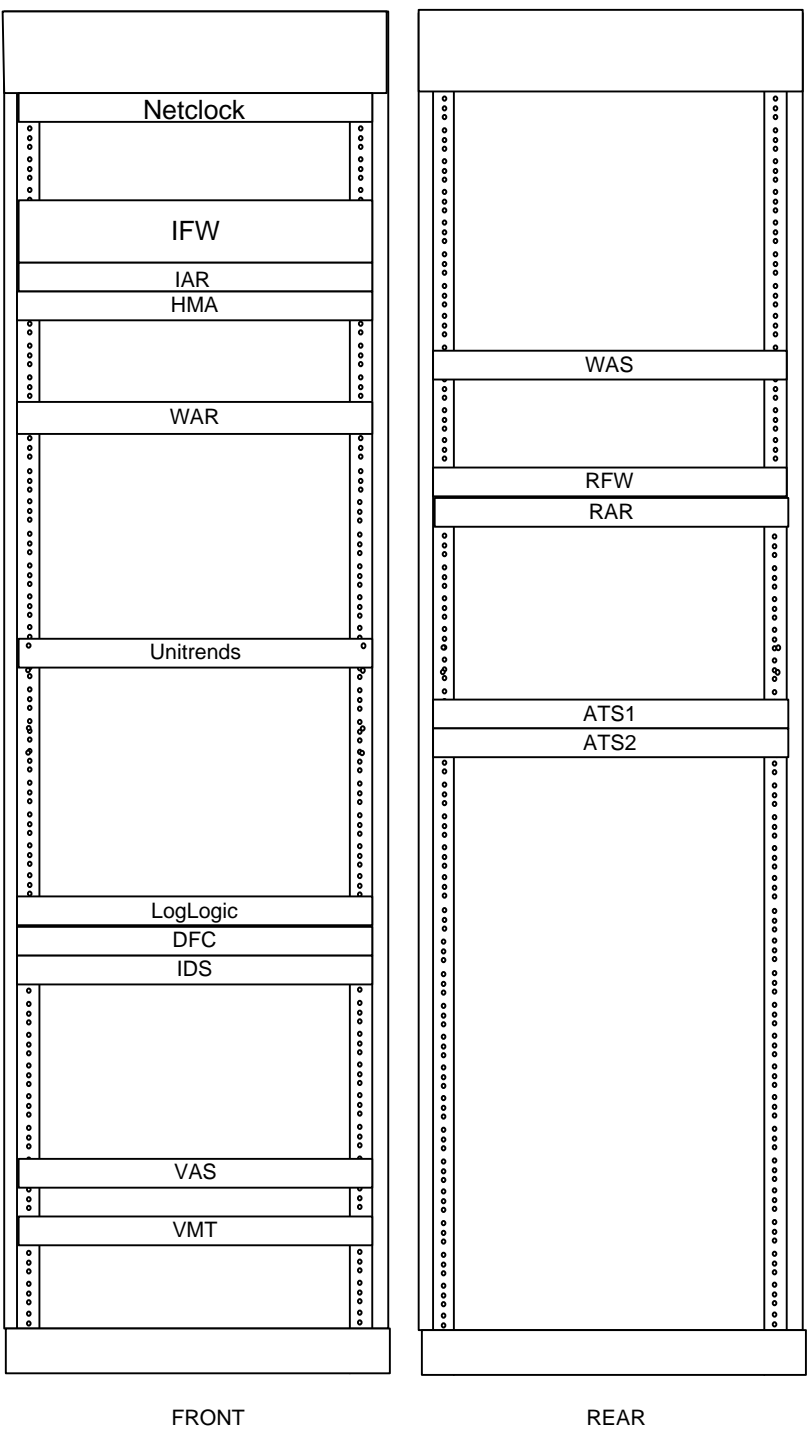 Netclock
IFW
IAR
HMA
WAR
Unitrends
LogLogic
DFC
IDS
VAS
VMT
FRONT
WAS
RFW
RAR
ATS1
ATS2
REAR